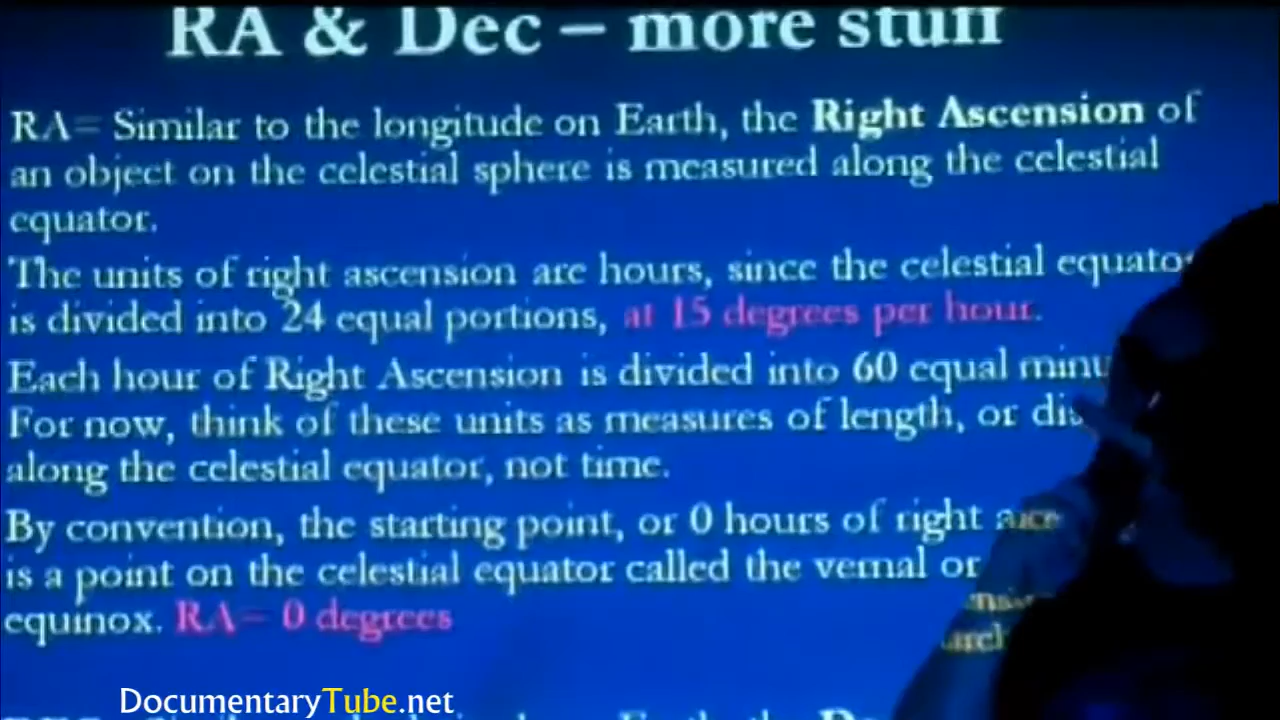 RA & Dec – more stuff
RA= Similar to the longitude on Earth, the Right Ascension of
an object on the celestial sphere is measured along the celestial
equator.
The units of right ascension are hours, since the celestial equator
is divided into 24 equal portions, at 15 degrees per hour.
Each hour of Right Ascension is divided into 60 equal minu
For now, think of these units as measures of length, or dis
along the celestial equator, not time.
By convention, the starting point, or 0 hours of right
is a point on the celestial equator called the vernal or
equinox. RA= 0 degrees
DocumentaryTube.net